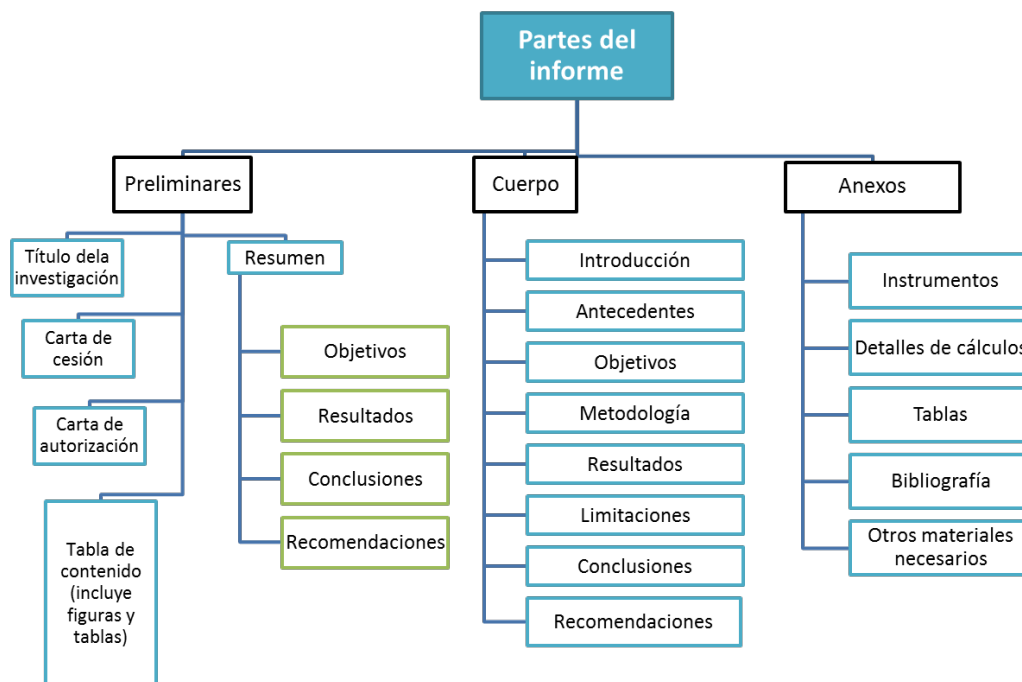 Partes del
informe
Preliminares
Cuerpo
Anexos
Título dela
investigación
Resumen
Carta de
cesión
Carta de
autorización
Tabla de
contenido
(incluye
figuras y
tablas)
Objetivos
Resultados
Conclusiones
Recomendaciones
Introducción
Antecedentes
Objetivos
Metodología
Resultados
Limitaciones
Conclusiones
Recomendaciones
Instrumentos
Detalles de cálculos
Tablas
Bibliografía
Otros materiales
necesarios